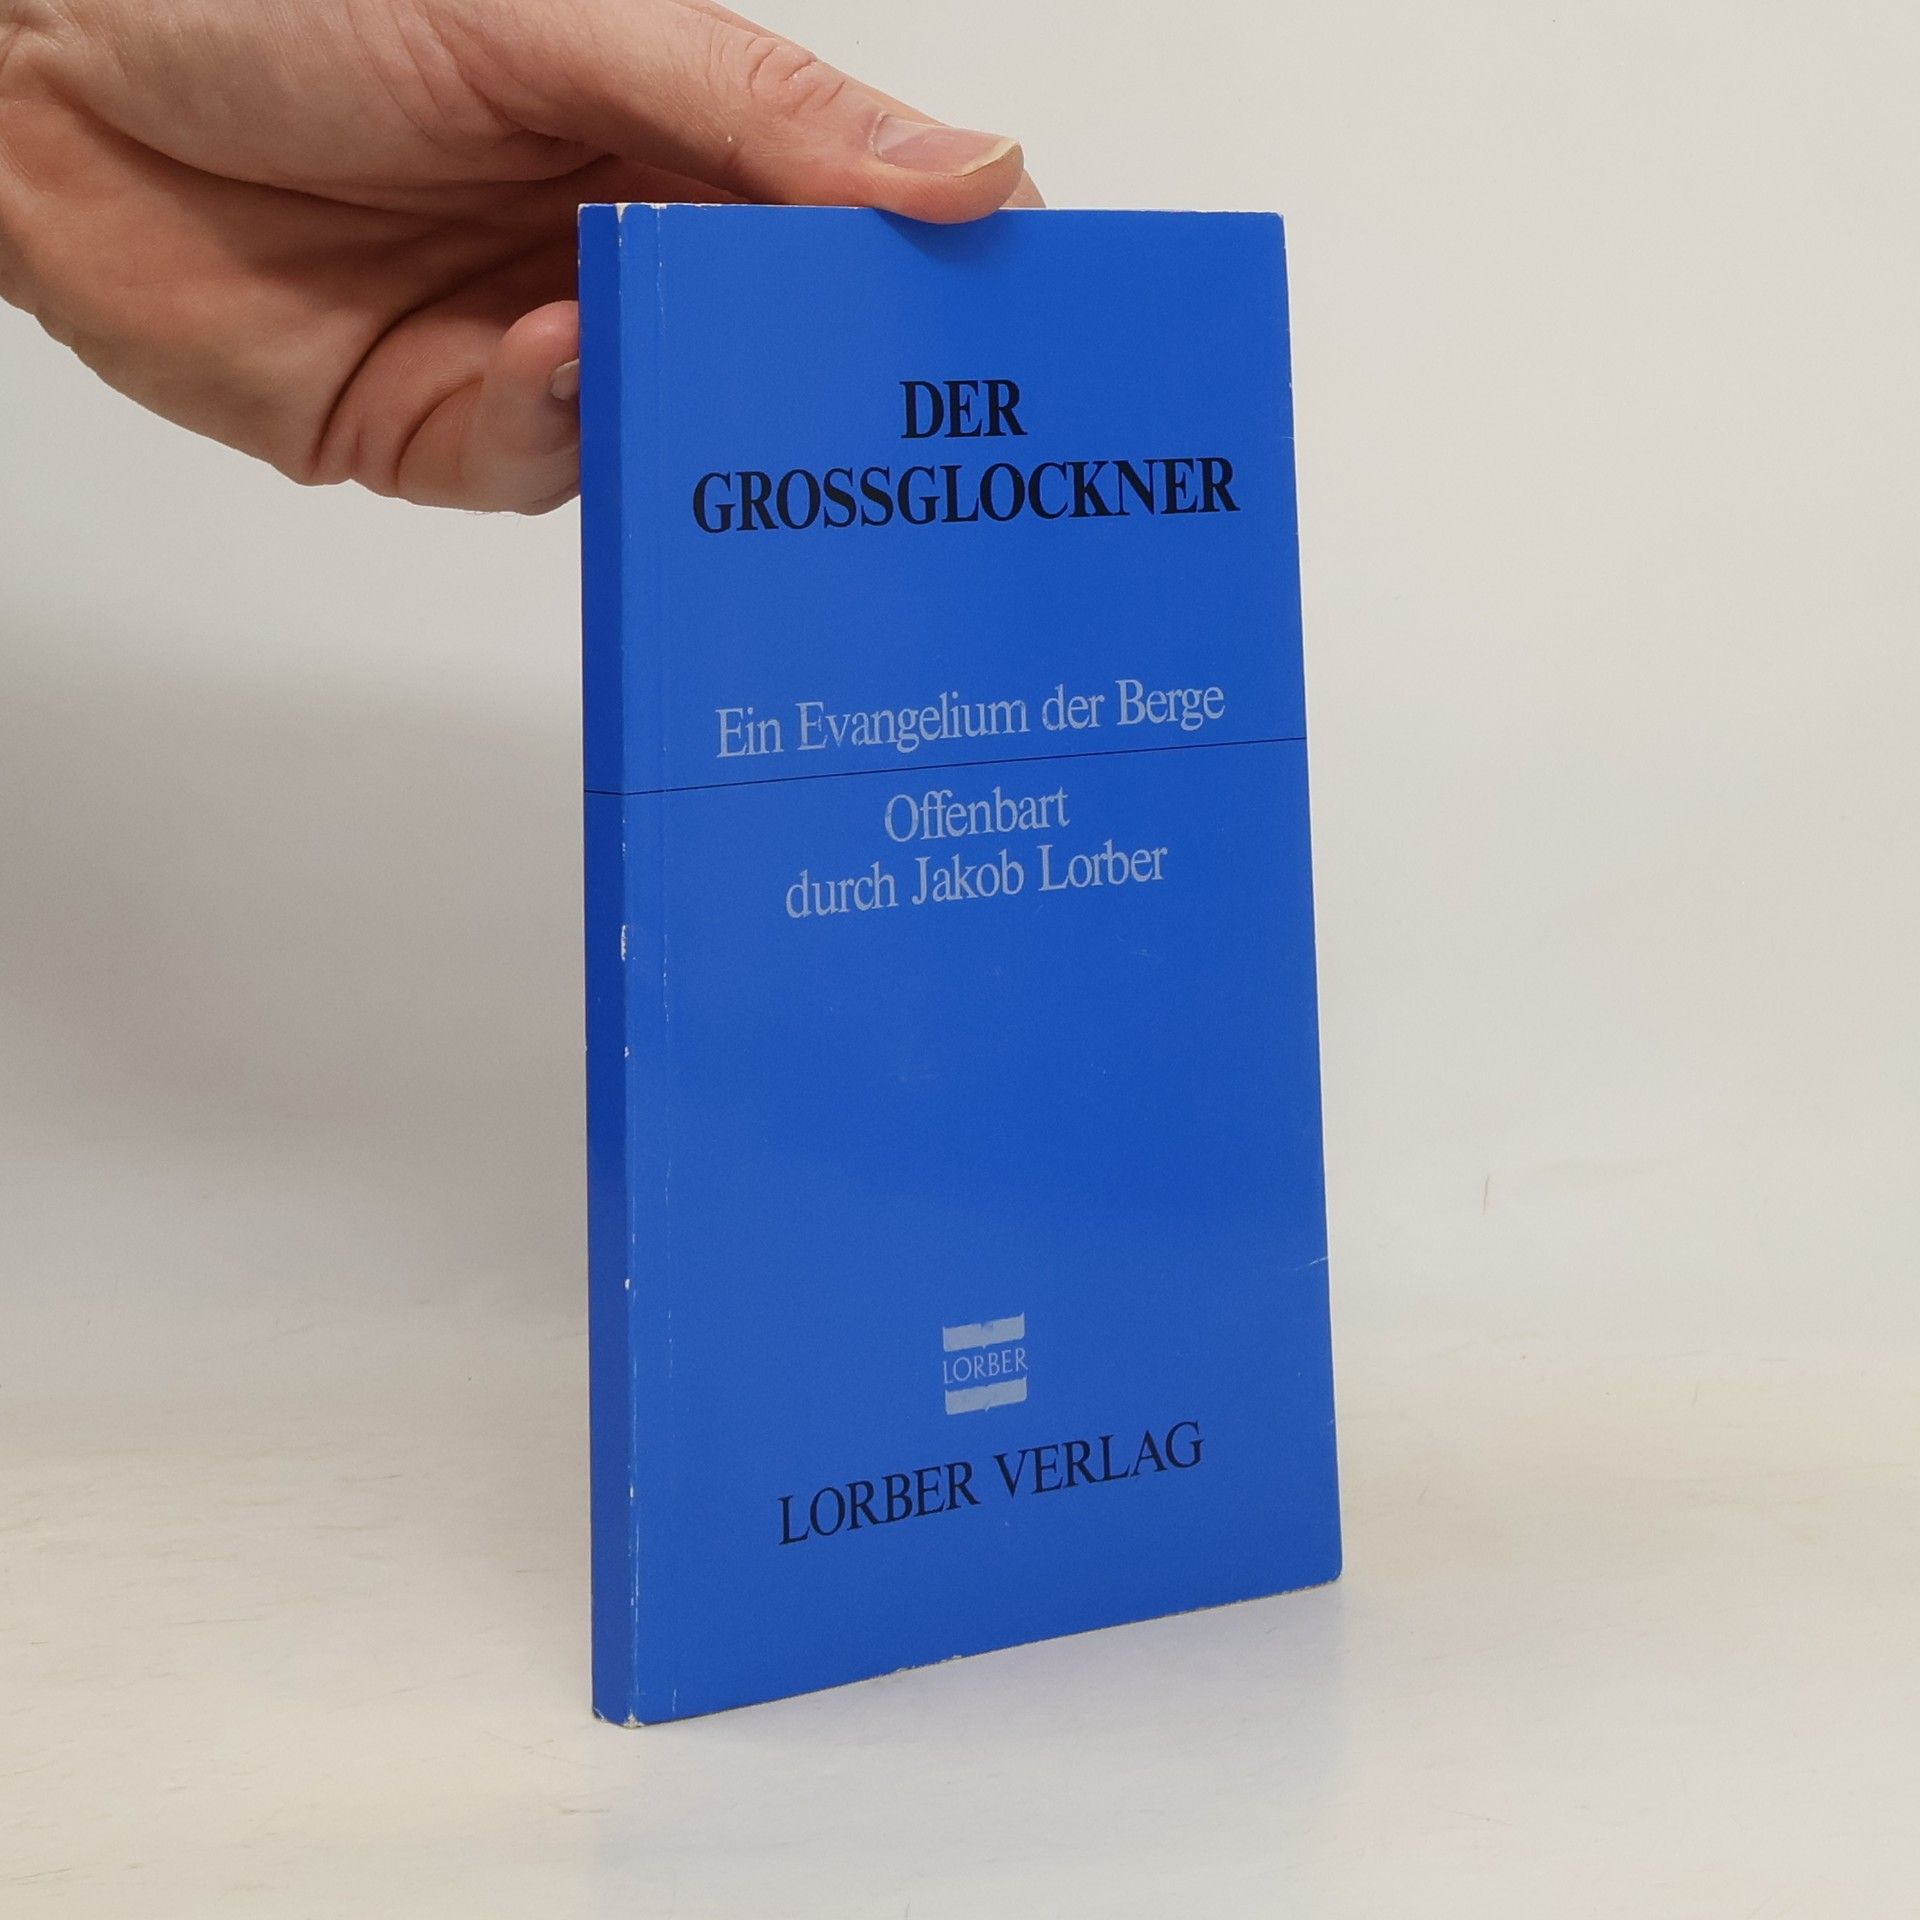 DER
GROSSGLOCKNER
Ein Evangelium der Berge
Offenbart
durch Jakob Lorber
LORBER
LORBER VERLAG